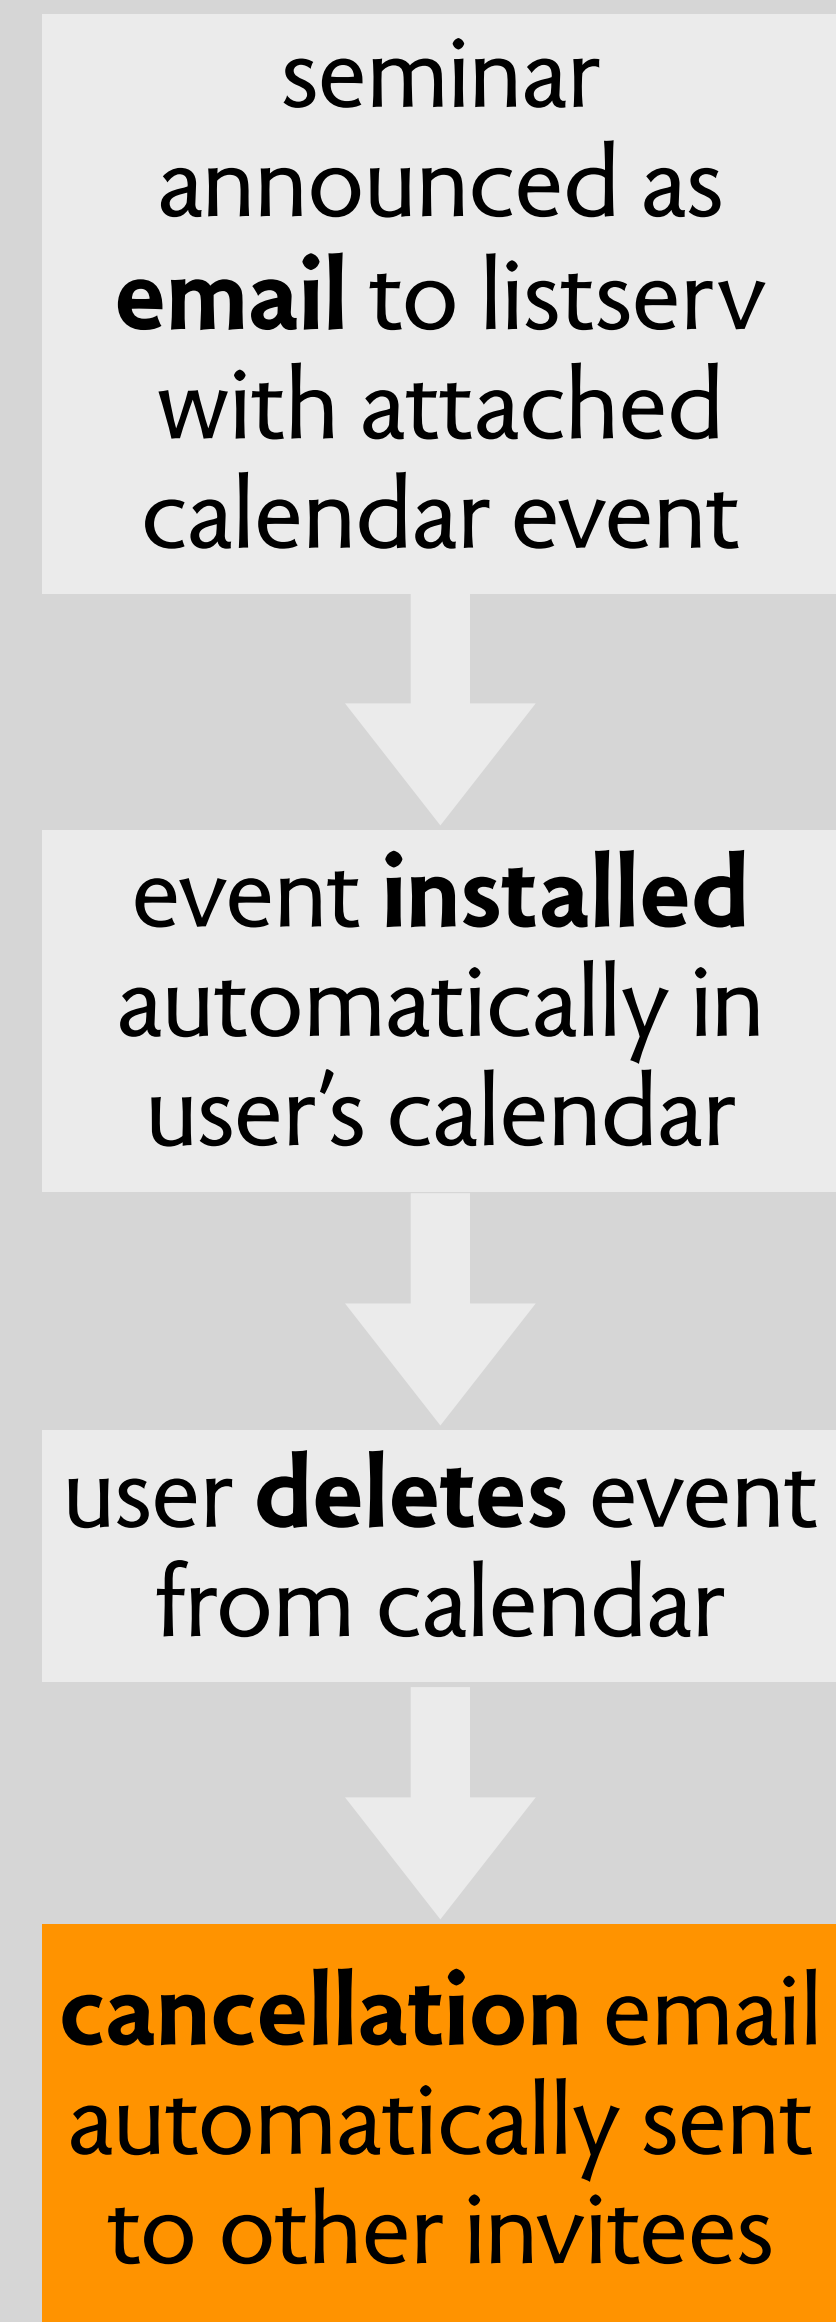 seminar
announced as
email to listserv
with attached
calendar event
event installed
automatically in
user’s calendar
user deletes event
from calendar
cancellation email
automatically sent
to other invitees